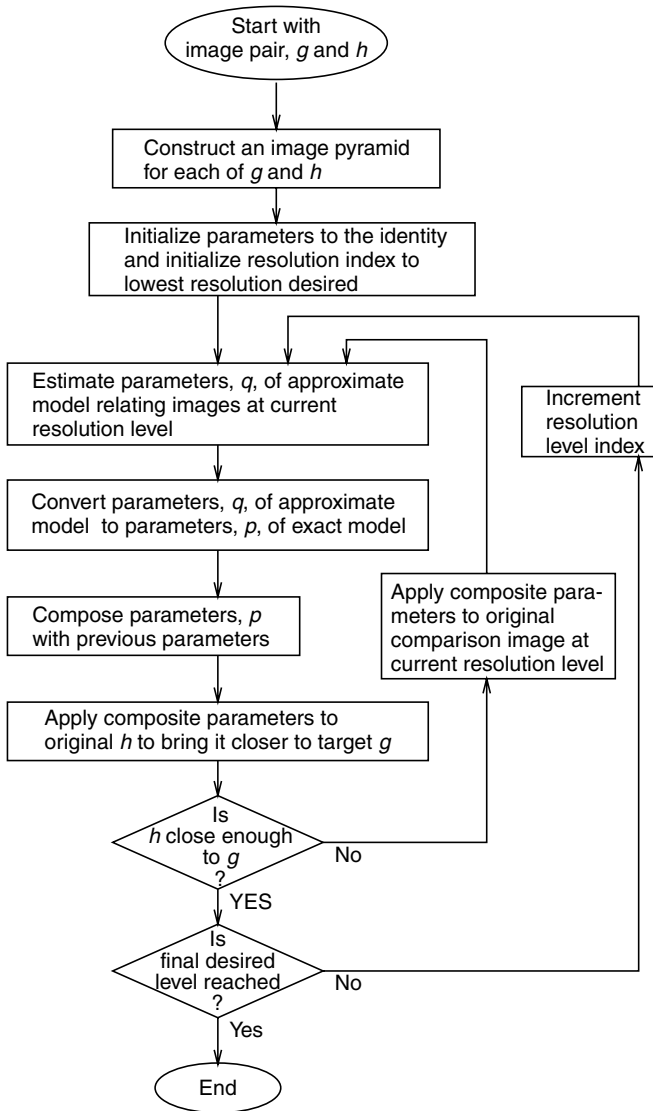 Start with
image pair, g and h
Construct an image pyramid
for each of g and h
Initialize parameters to the identity
and initialize resolution index to
lowest resolution desired
Estimate parameters, q, of approximate
model relating images at current
resolution level
Increment
resolution
level index
Convert parameters, q, of approximate
model to parameters, p, of exact model
Apply composite para-
meters to original
comparison image at
current resolution level
Compose parameters, p
with previous parameters
Apply composite parameters to
original h to bring it closer to target g
Is
h close enough
to g
?
No
YES
Is
final desired
level reached
?
No
Yes
End